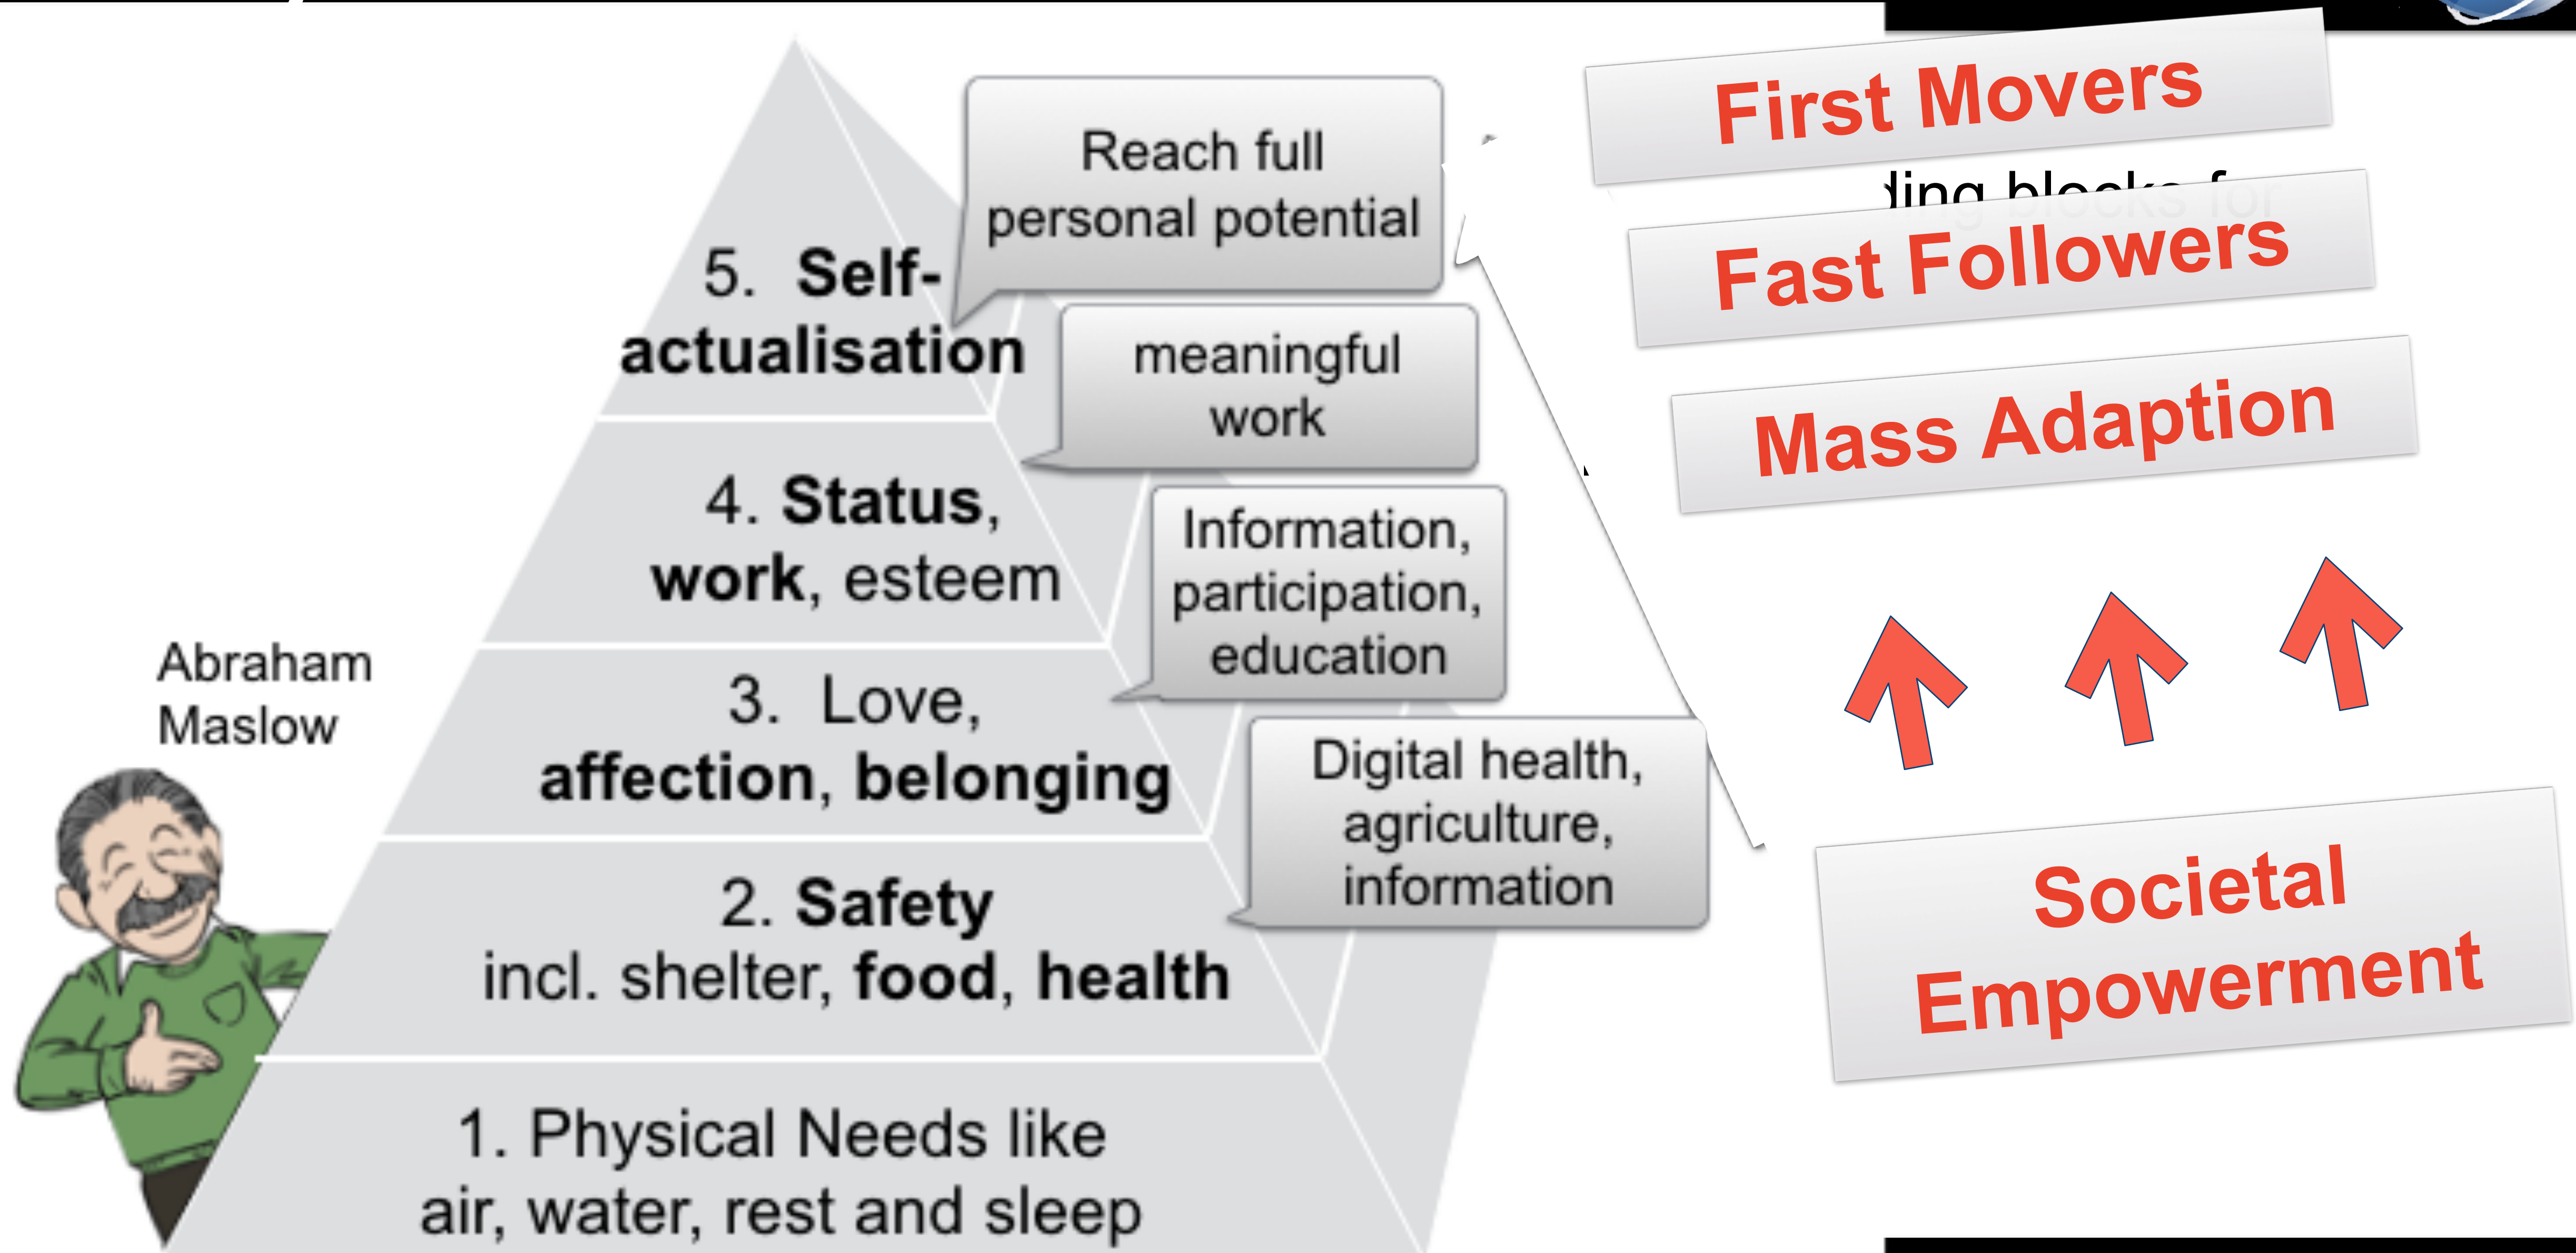 Reach full
personal potential
5. Self-
actualisation
meaningful
work
4. Status,
work, esteem
Information,
participation,
education
Abraham
Maslow
3. Love,
affection, belonging
Digital health,
agriculture,
information
2. Safety
incl. shelter, food, health
1. Physical Needs like
air, water, rest and sleep
First Movers
blocks for
Fast Followers
Mass Adaption
Societal
Empowerment